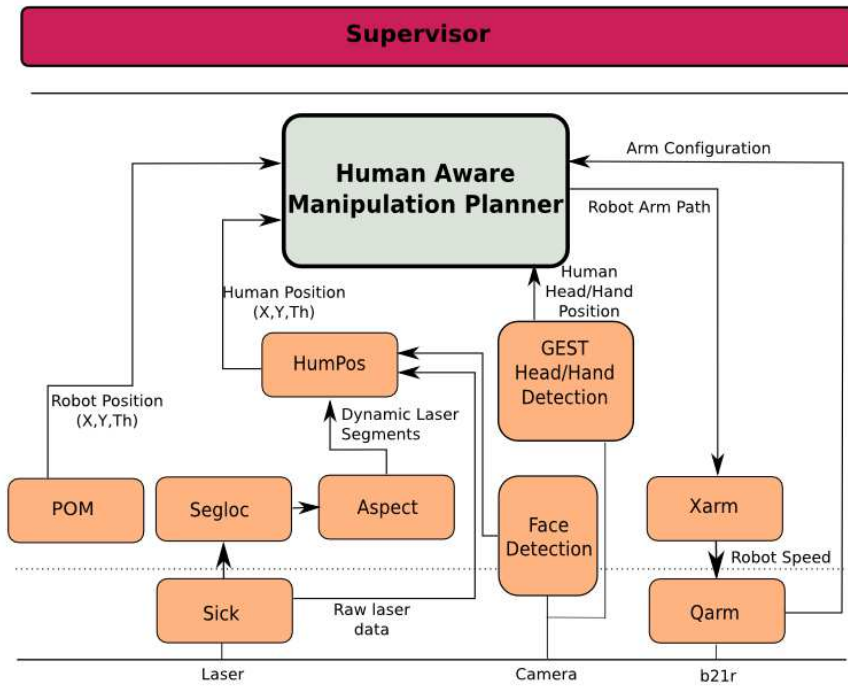 Supervisor
Human Aware
Manipulation Planner
Arm Configuration
Robot Arm Path
Human
Head/Hand
Position
Human Position
(X,Y,Th)
HumPos
GEST
Head/Hand
Detection
Robot Position
(X,Y,Th)
Dynamic Laser
Segments
POM
Segloc
Aspect
Face
Detection
Xarm
Robot Speed
Sick
Raw laser
data
Qarm
Laser
Camera
b21r